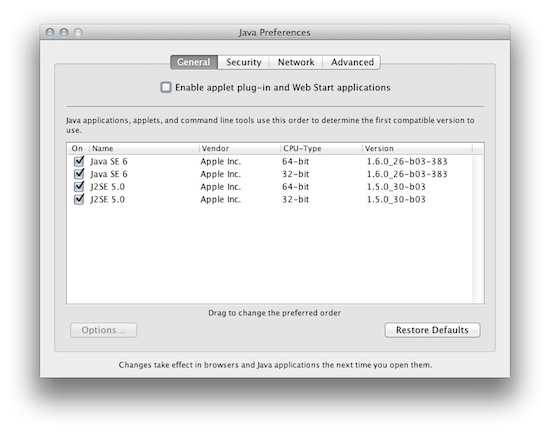 Java Preferences
General Security Network Advanced
Enable applet plug-in and Web Start applications
Java applications, applets, and command line tools use this order to determine the first compatible version to
use.
On Name Vendor CPU-Type Version
Java SE 6 Apple Inc. 64-bit 1.6.0_26-b03-383
Java SE 6 Apple Inc. 32-bit 1.6.0_26-b03-383
J2SE 5.0 Apple Inc. 64-bit 1.5.0_30-b03
J2SE 5.0 Apple Inc. 32-bit 1.5.0_30-b03
Drag to change the preferred order
Options... Restore Defaults
Changes take effect in browsers and Java applications the next time you open them.